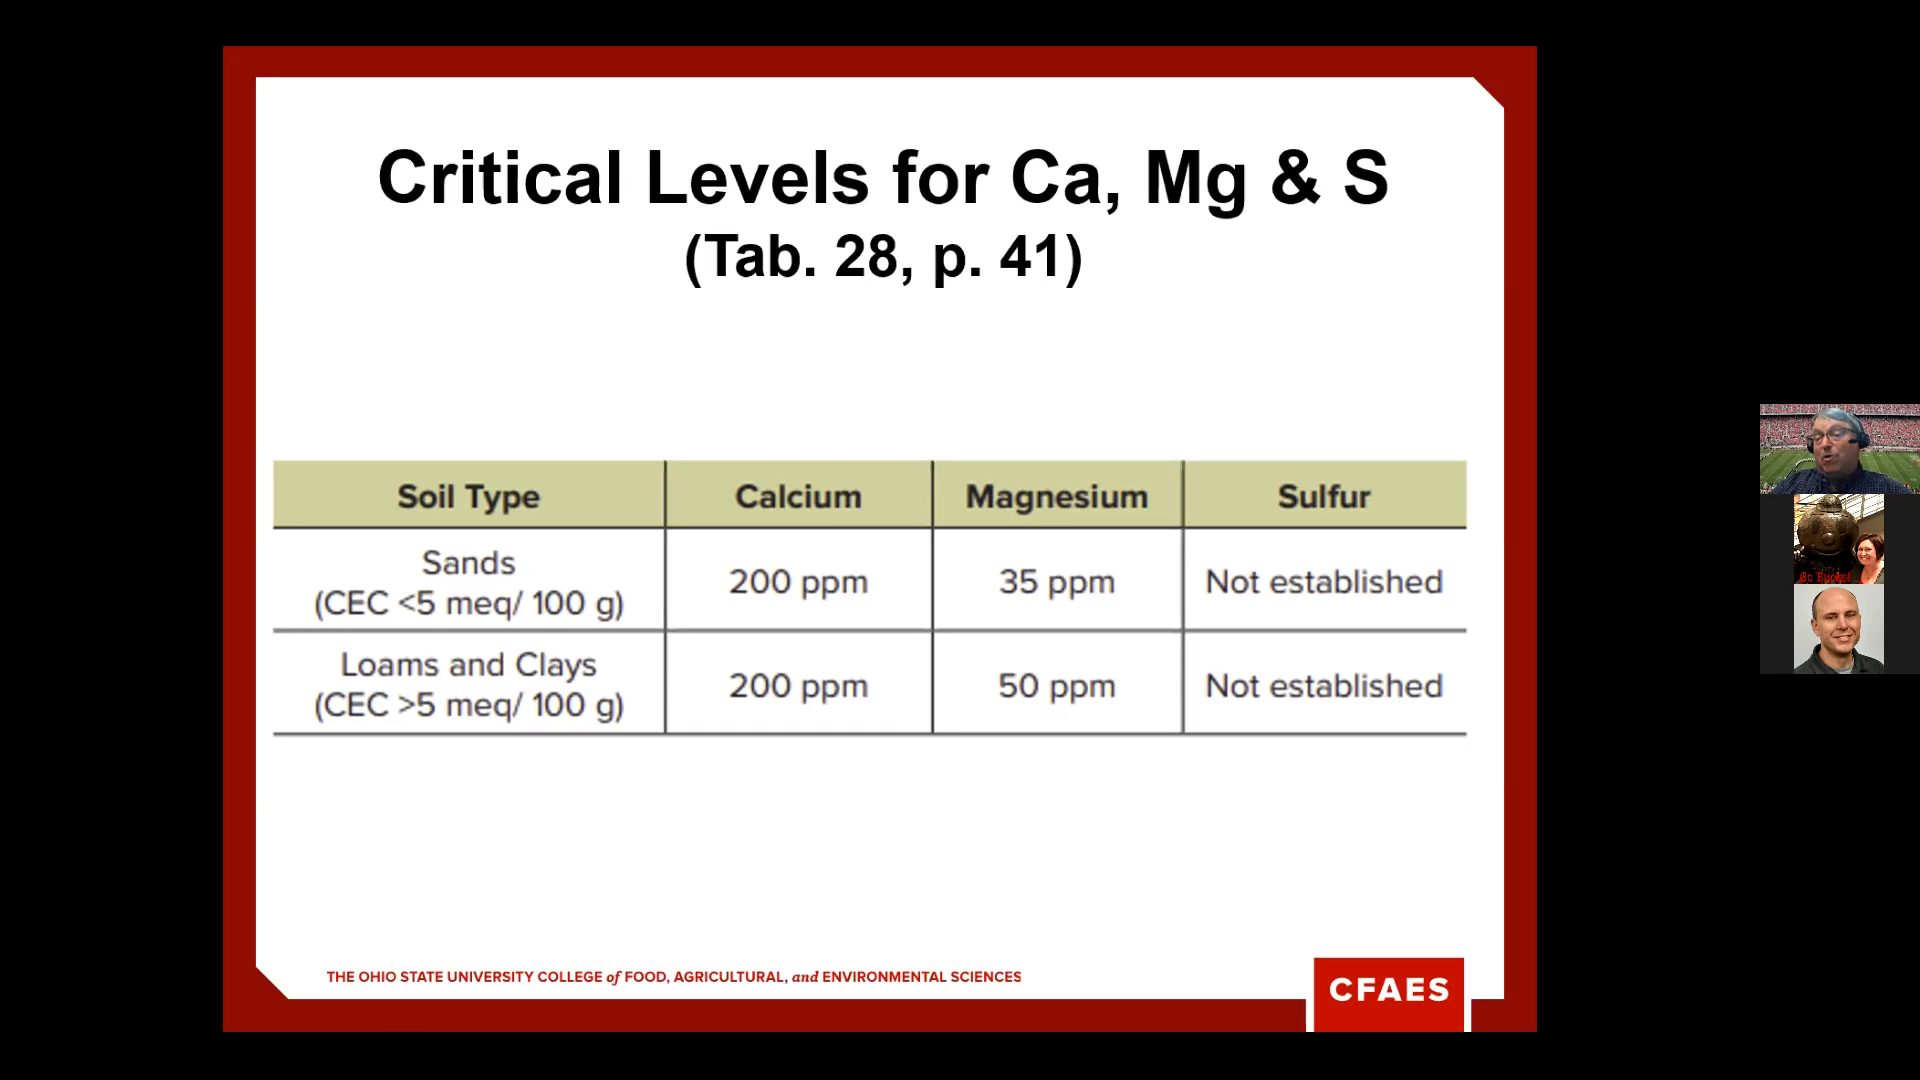 Critical Levels for Ca, Mg & S
(Tab. 28, p. 41)
Soil Type Calcium Magnesium Sulfur
Sands
(CEC <5 meq/ 100 g) 200 ppm 35 ppm Not established
Loams and Clays
(CEC >5 meq/ 100 g) 200 ppm 50 ppm Not established
THE OHIO STATE UNIVERSITY COLLEGE of FOOD, AGRICULTURAL, and ENVIRONMENTAL SCIENCES
CFAES
Go Bucks!